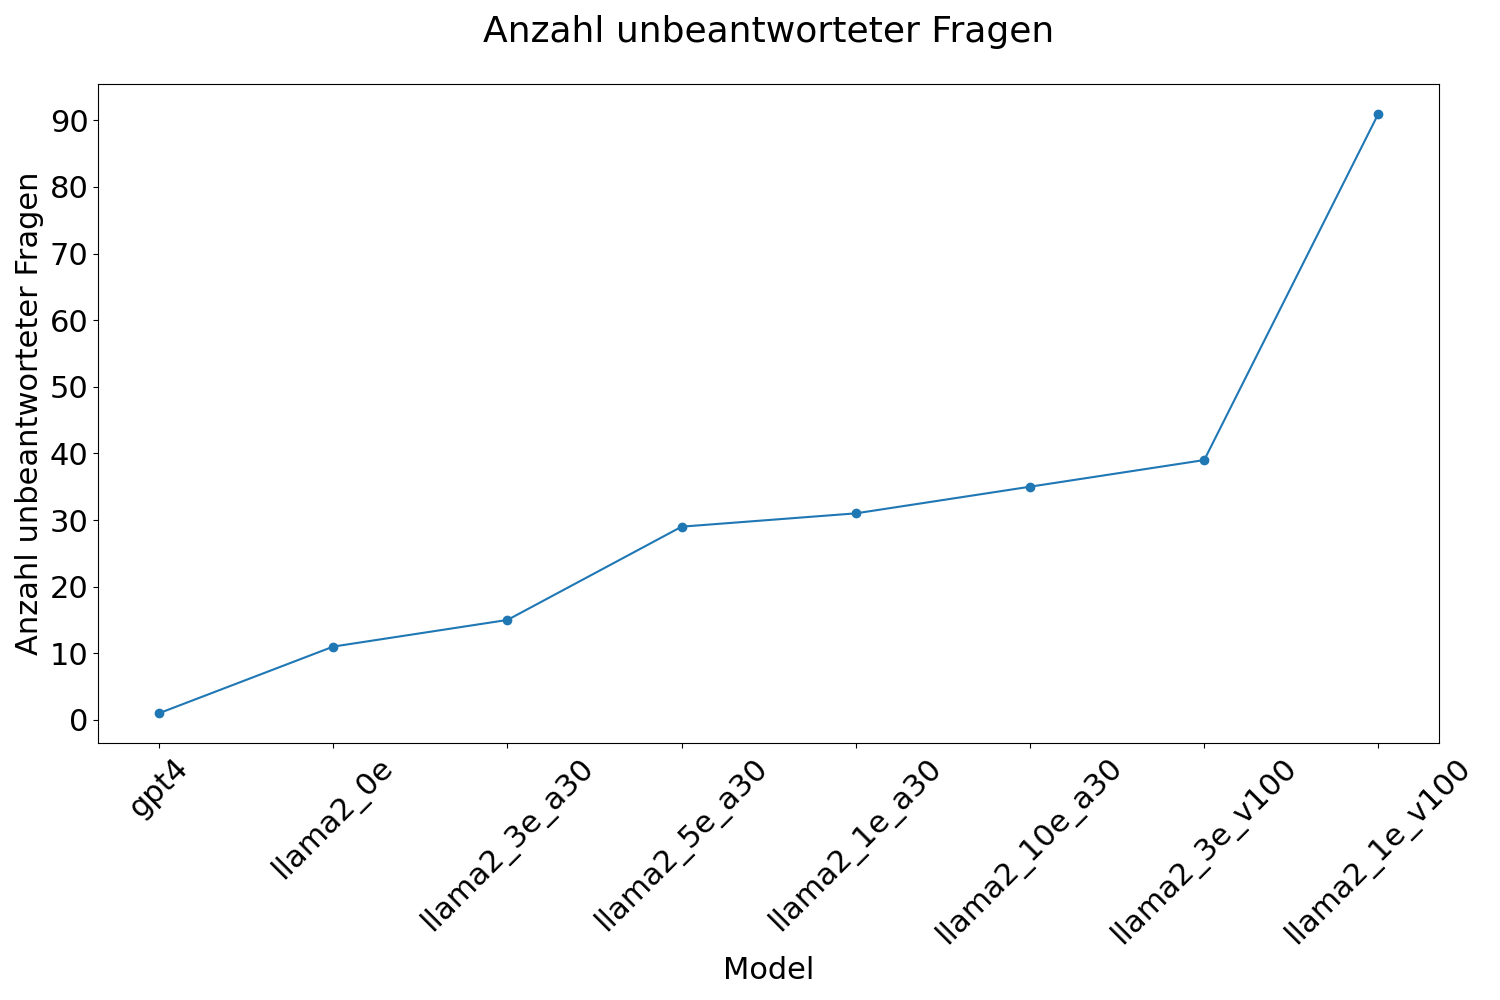 Anzahl unbeantworteter Fragen
Anzahl unbeantworteter Fragen
90
80
70
60
50
40
30
20
10
0
gpt4
llama2_0e
llama2_3e_a30
llama2_5e_a30
llama2_1e_a30
llama2_10e_a30
llama2_3e_v100
llama2_1e_v100
Model